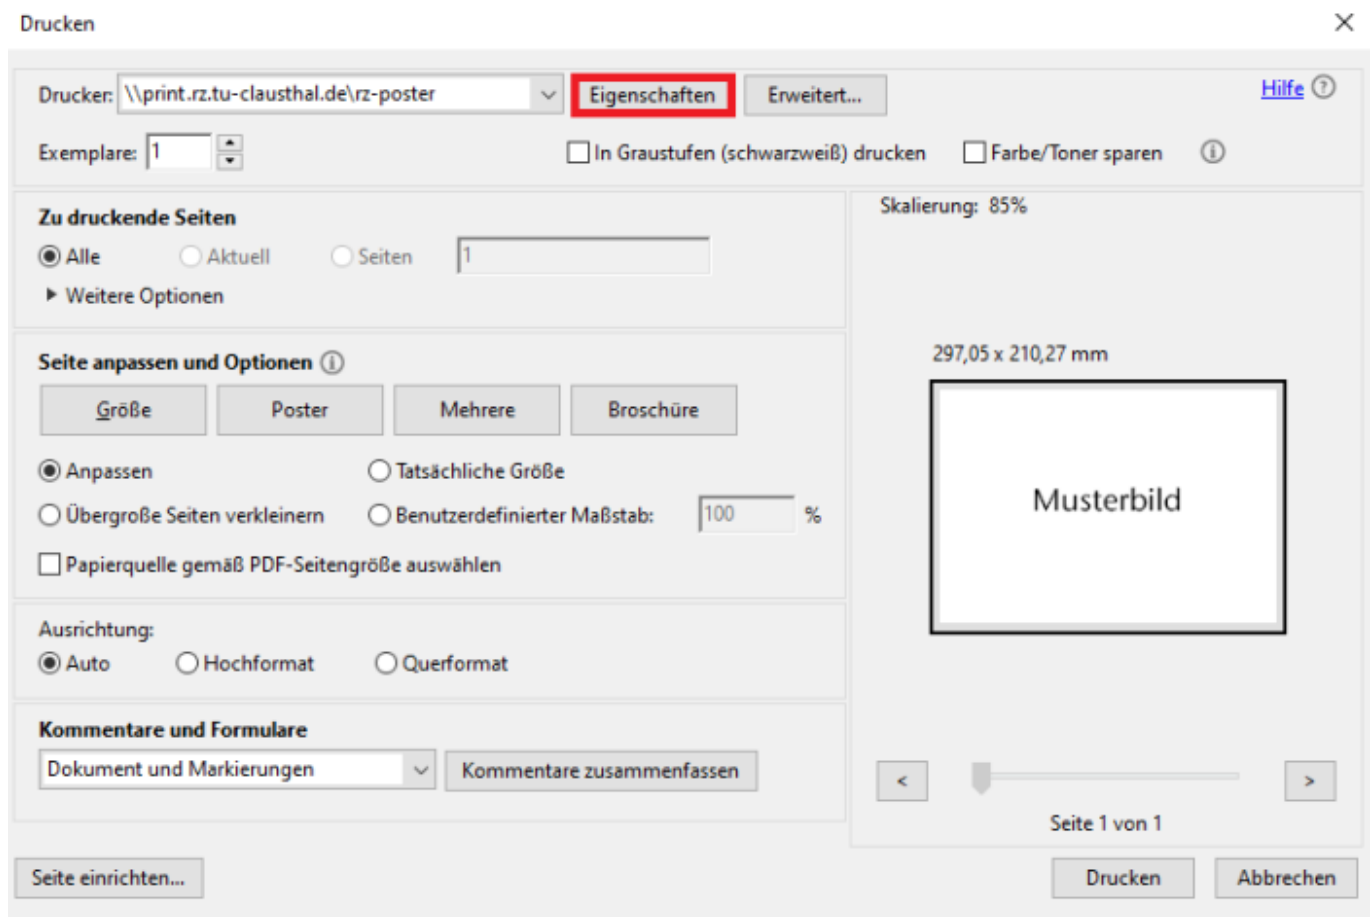 Drucken
Drucker: \\print.rz.tu-clausthal.de\rz-poster Eigenschaften Erweitert... Hilfe
Exemplare: 1 In Graustufen (schwarzweiß) drucken Farbe/Toner sparen
Zu druckende Seiten
Alle Aktuell Seiten 1
Weitere Optionen
Seite anpassen und Optionen
Größe Poster Mehrere Broschüre
Anpassen Tatsächliche Größe
Übergroße Seiten verkleinern Benutzerdefinierter Maßstab: 100 %
Papierquelle gemäß PDF-Seitengröße auswählen
Ausrichtung:
Auto Hochformat Querformat
Kommentare und Formulare
Dokument und Markierungen Kommentare zusammenfassen
Skalierung: 85%
297,05 x 210,27 mm
Musterbild
< >
Seite 1 von 1
Seite einrichten... Drucken Abbrechen